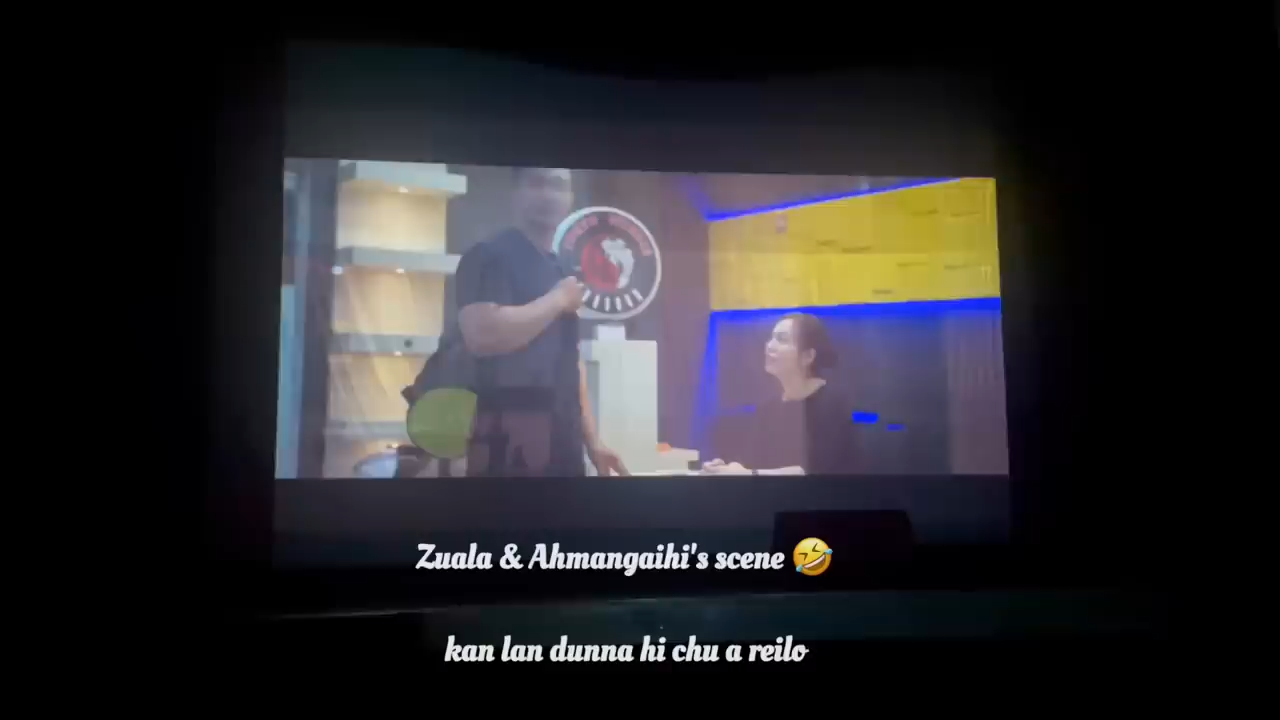 Zuala & Ahmangaihi's scene 🤣
kan lan dunna hi chu a reilo